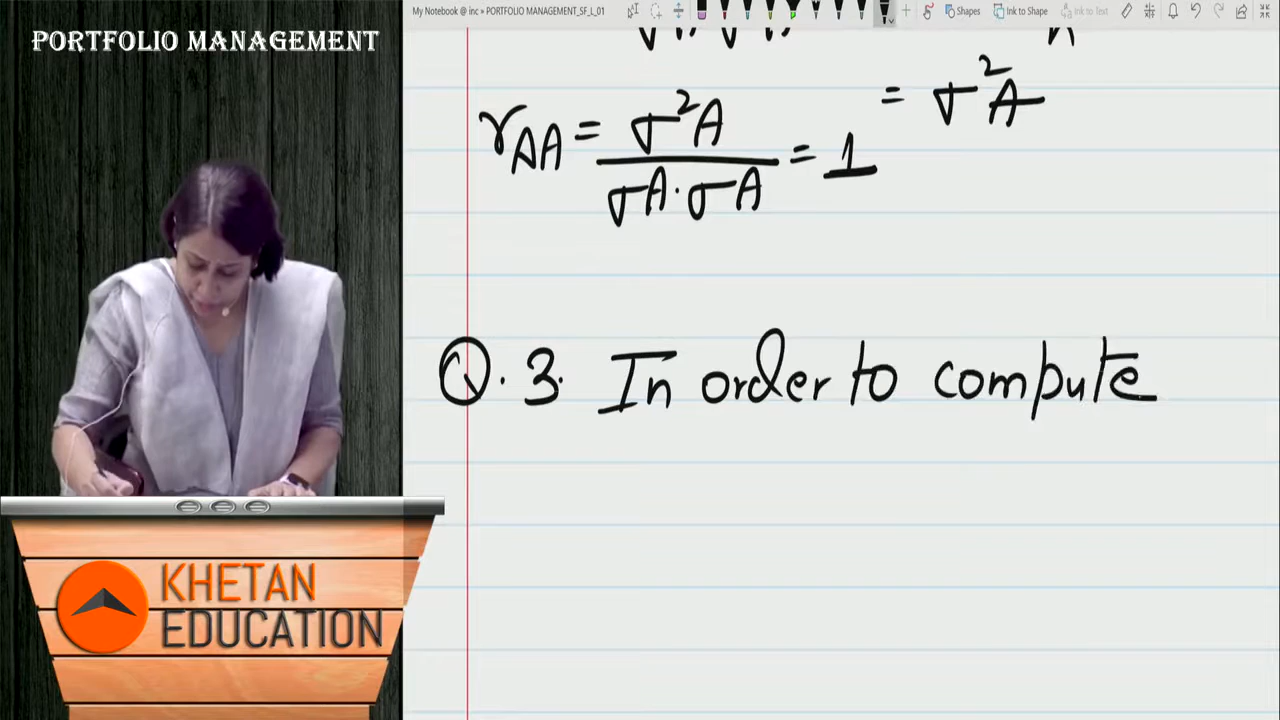 My Notebook @ inc » PORTFOLIO MANAGEMENT_SF_L_01
Shapes
Ink to Shape
Ink to Text
PORTFOLIO MANAGEMENT
= σ²A
rAA = σ²A / σA · σA = 1
Q. 3. In order to compute
KHETAN
EDUCATION